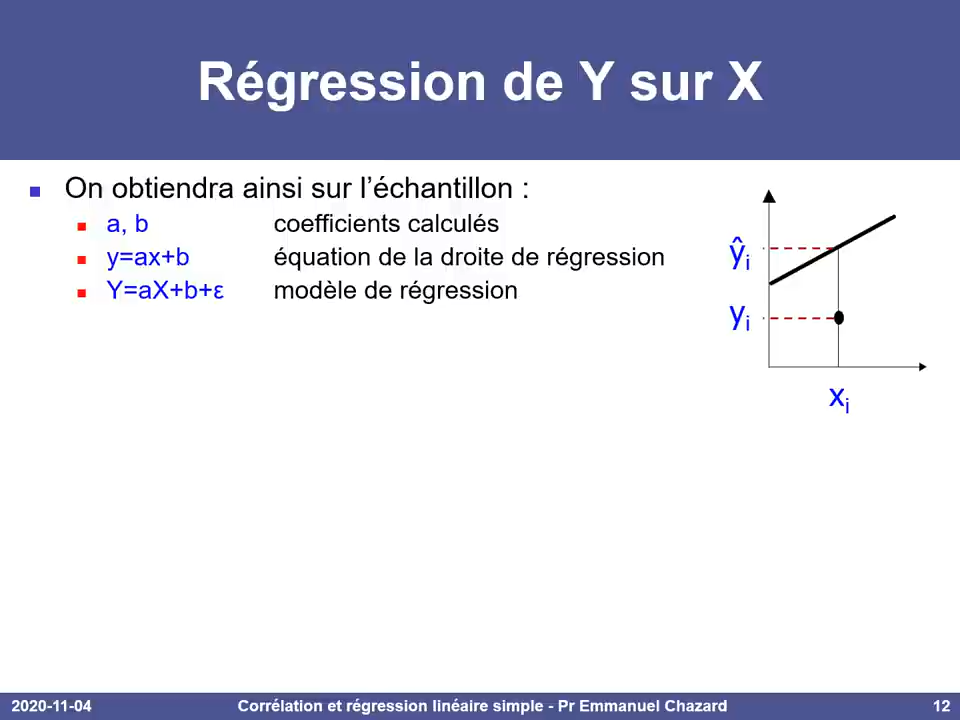 Régression de Y sur X
On obtiendra ainsi sur l’échantillon :
a, b coefficients calculés
y=ax+b équation de la droite de régression
Y=aX+b+ε modèle de régression
ŷi
yi
xi
2020-11-04 Corrélation et régression linéaire simple - Pr Emmanuel Chazard 12